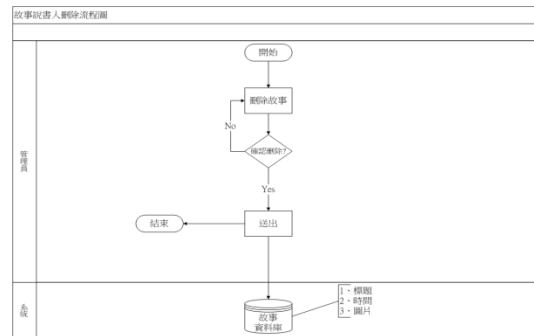 故事說書人刪除流程圖
管理員
開始
刪除故事
No
確認刪除?
Yes
送出
結束
系統
故事
資料庫
1、標題
2、時間
3、圖片